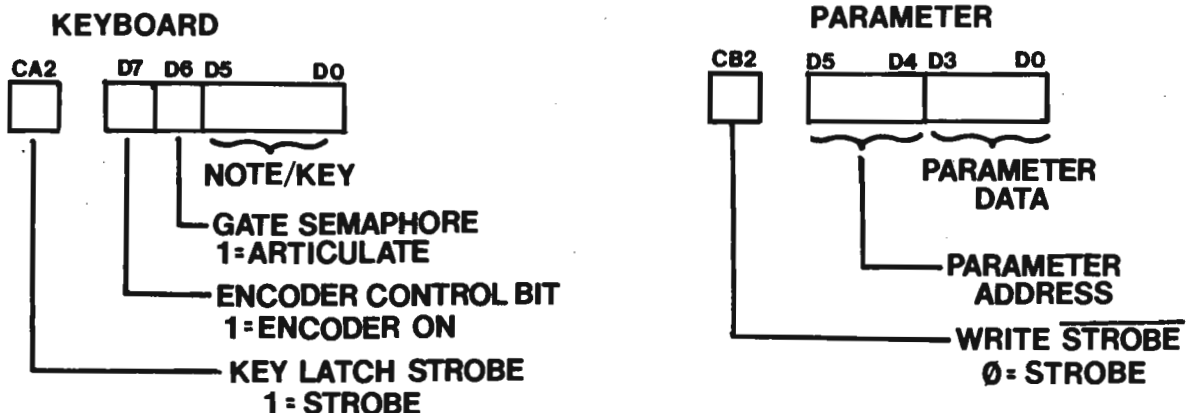 KEYBOARD
CA2 D7 D6 D5 D0
NOTE/KEY
GATE SEMAPHORE
1=ARTICULATE
ENCODER CONTROL BIT
1=ENCODER ON
KEY LATCH STROBE
1=STROBE
PARAMETER
CB2 D5 D4 D3 D0
PARAMETER
DATA
PARAMETER
ADDRESS
WRITE STROBE
Ø=STROBE